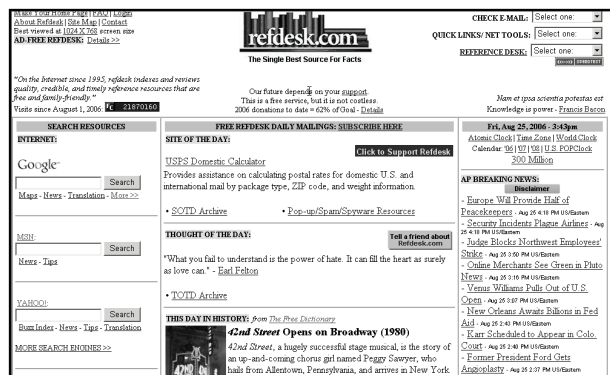 Make Your Home Page | FAQ | Login
About Refdesk | Site Map | Contact
Best viewed at 1024 X 768 screen size
AD-FREE REFDESK: Details >>
refdesk.com
The Single Best Source For Facts
CHECK E-MAIL: Select one:
QUICK LINKS/ NET TOOLS: Select one:
REFERENCE DESK: Select one:
"On the Internet since 1995, refdesk indexes and reviews
quality, credible, and timely reference resources that are
free and family-friendly."
Visits since August 1, 2006: 21870160
Our future depends on your support.
This is a free service, but it is not costless.
2006 donations to date = 62% of Goal - Details
Nam et ipsa scientia potestas est
Knowledge is power - Francis Bacon
SEARCH RESOURCES
INTERNET:
Google
Search
Maps - News - Translation - More >>
MSN:
Search
News - Tips
YAHOO!:
Search
Buzz Index - News - Tips - Translation
MORE SEARCH ENGINES >>
FREE REFDESK DAILY MAILINGS: SUBSCRIBE HERE
SITE OF THE DAY:
Click to Support Refdesk
USPS Domestic Calculator
Provides assistance on calculating postal rates for domestic U.S. and
international mail by package type, ZIP code, and weight information.
• SOTD Archive • Pop-up/Spam/Spyware Resources
THOUGHT OF THE DAY:
Tell a friend about
Refdesk.com
"What you fail to understand is the power of hate. It can fill the heart as surely
as love can." - Earl Felton
• TOTD Archive
THIS DAY IN HISTORY: from The Free Dictionary
42nd Street Opens on Broadway (1980)
42nd Street, a hugely successful stage musical, is the story of
an up-and-coming chorus girl named Peggy Sawyer, who
hails from Allentown, Pennsylvania, and arrives in New York
Fri, Aug 25, 2006 - 3:43pm
Atomic Clock | Time Zone | World Clock
Calendar: '06 | '07 | '08 | U.S. POPClock
300 Million
AP BREAKING NEWS:
Disclaimer
- Europe Will Provide Half of
Peacekeepers - Aug 25 4:18 PM US/Eastern
- Security Incidents Plague Airlines - Aug
25 4:18 PM US/Eastern
- Judge Blocks Northwest Employees'
Strike - Aug 25 3:50 PM US/Eastern
- Online Merchants See Green in Pluto
News - Aug 25 3:16 PM US/Eastern
- Venus Williams Pulls Out of U.S.
Open - Aug 25 3:07 PM US/Eastern
- New Orleans Awaits Billions in Fed
Aid - Aug 25 2:43 PM US/Eastern
- Karr Scheduled to Appear in Colo.
Court - Aug 25 2:40 PM US/Eastern
- Former President Ford Gets
Angioplasty - Aug 25 2:37 PM US/Eastern